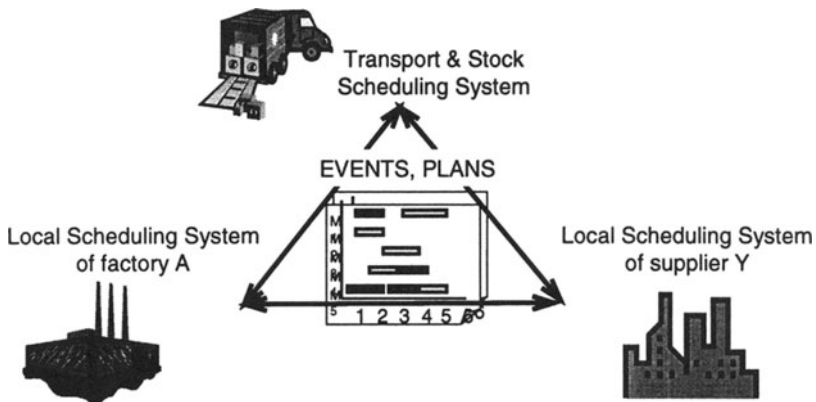 Transport & Stock
Scheduling System
EVENTS, PLANS
Local Scheduling System
of factory A
Local Scheduling System
of supplier Y
M
1 2 3 4 5